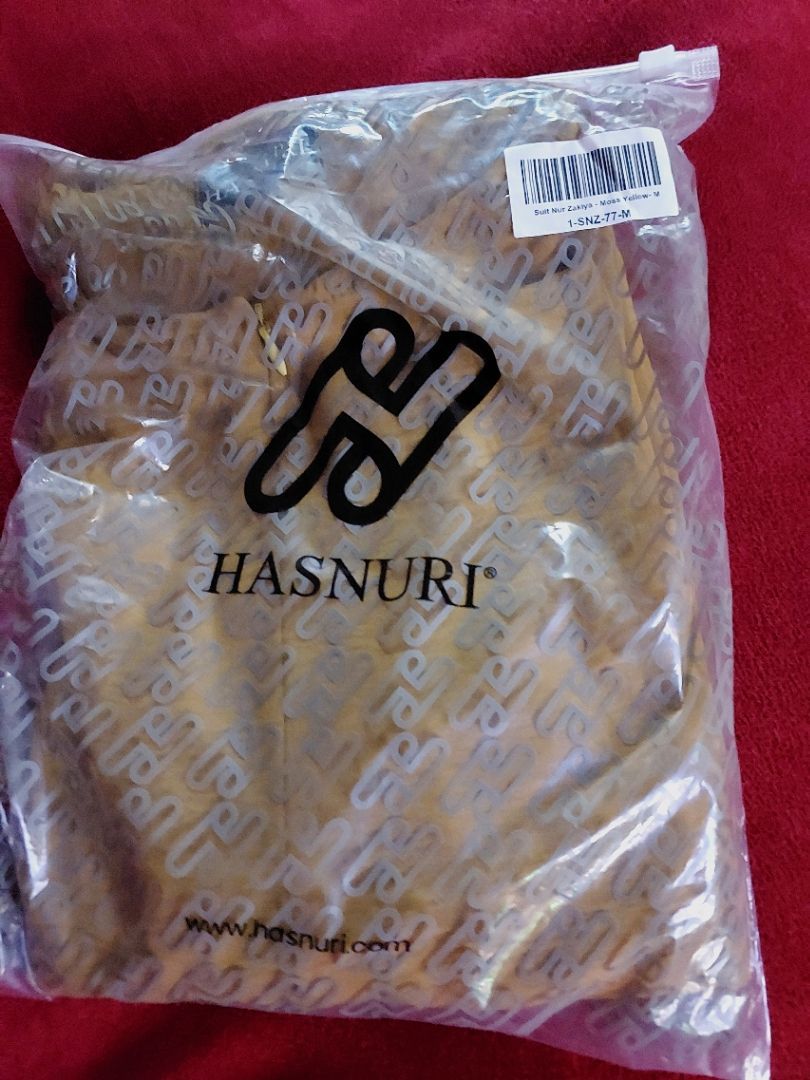 Suit Nur Zakiya - Moss Yellow- M
1-SNZ-77-M
HASNURI®
www.hasnuri.com